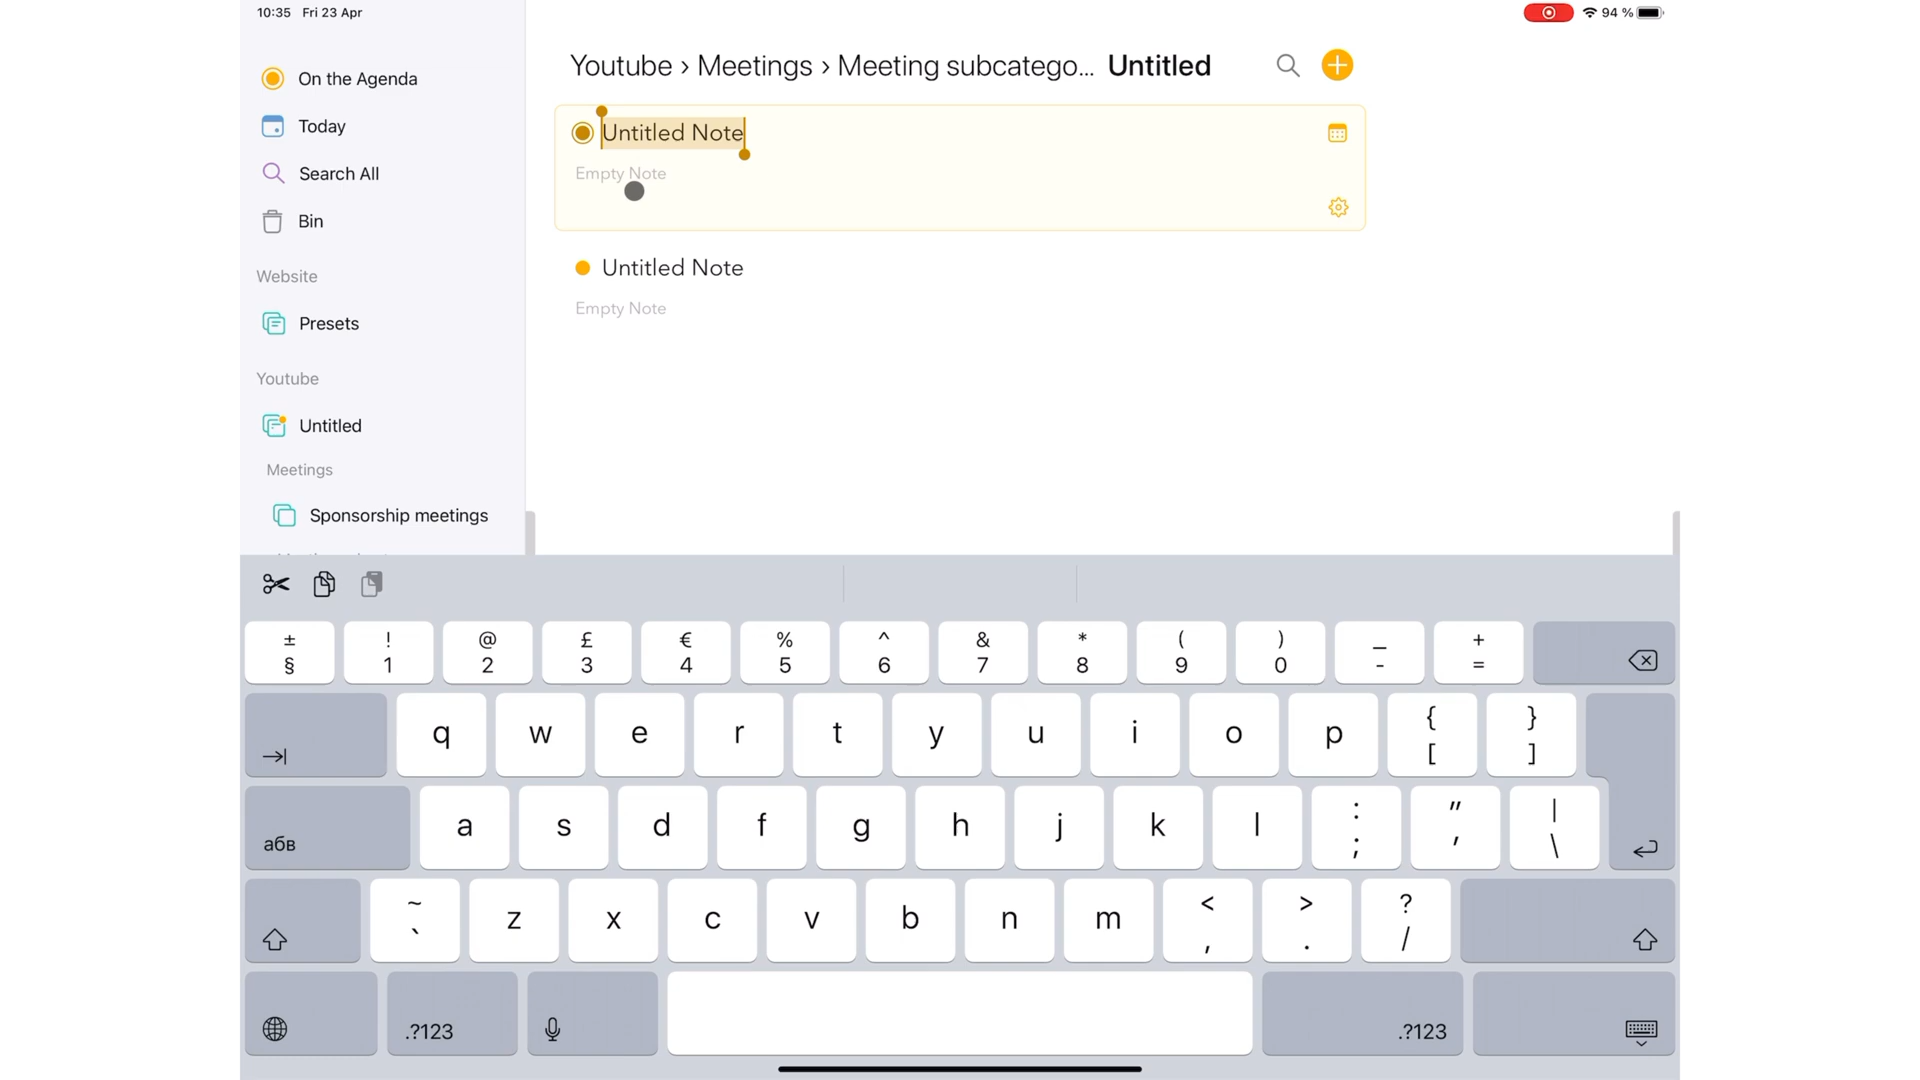 10:35 Fri 23 Apr
94 %
On the Agenda
Today
Search All
Bin
Website
Presets
Youtube
Untitled
Meetings
Sponsorship meetings
Youtube › Meetings › Meeting subcatego... Untitled
Untitled Note
Empty Note
Untitled Note
Empty Note
± ! @ £ € % ^ & * ( ) _ +
§ 1 2 3 4 5 6 7 8 9 0 - =
q w e r t y u i o p { }
[ ]
абв a s d f g h j k l : " |
; ' \
~ z x c v b n m < > ?
` , . /
.?123 .?123